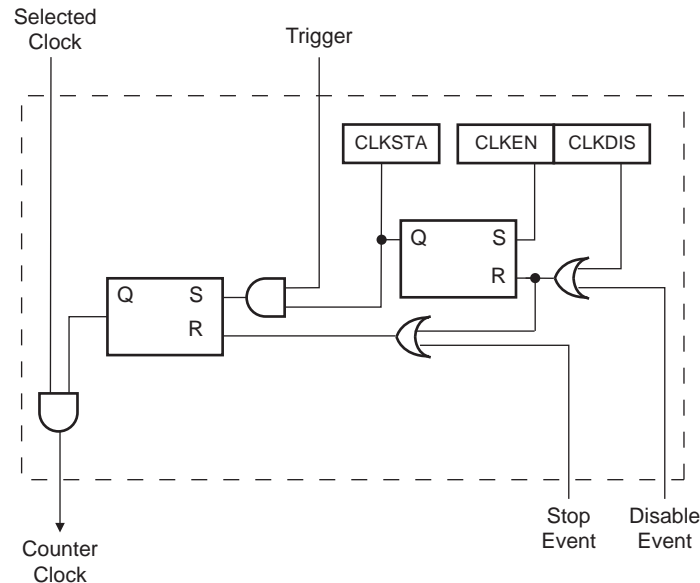 Selected
Clock
Trigger
CLKSTA
CLKEN
CLKDIS
Q
S
R
Q
S
R
Stop
Event
Disable
Event
Counter
Clock